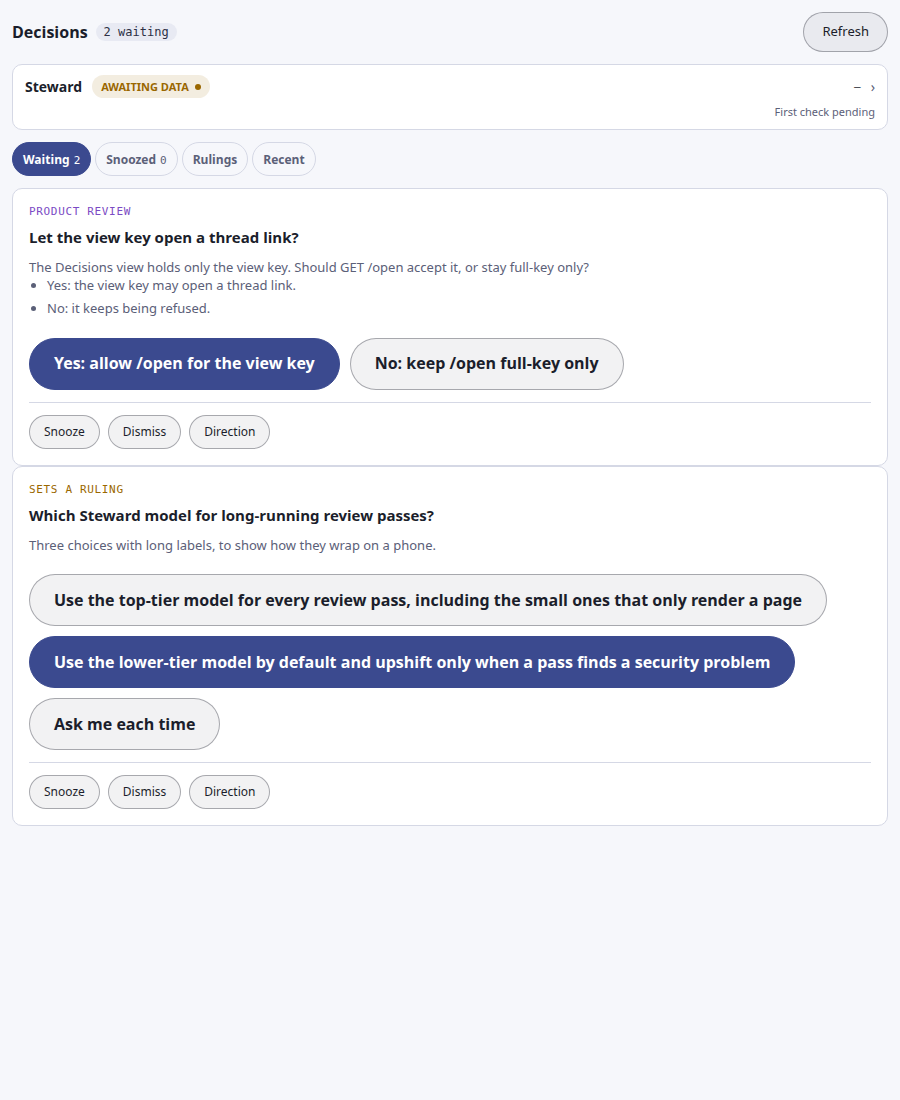 Decisions 2 waiting Refresh
Steward AWAITING DATA – ›
First check pending
Waiting 2 Snoozed 0 Rulings Recent
PRODUCT REVIEW
Let the view key open a thread link?
The Decisions view holds only the view key. Should GET /open accept it, or stay full-key only?
• Yes: the view key may open a thread link.
• No: it keeps being refused.
Yes: allow /open for the view key No: keep /open full-key only
Snooze Dismiss Direction
SETS A RULING
Which Steward model for long-running review passes?
Three choices with long labels, to show how they wrap on a phone.
Use the top-tier model for every review pass, including the small ones that only render a page
Use the lower-tier model by default and upshift only when a pass finds a security problem
Ask me each time
Snooze Dismiss Direction